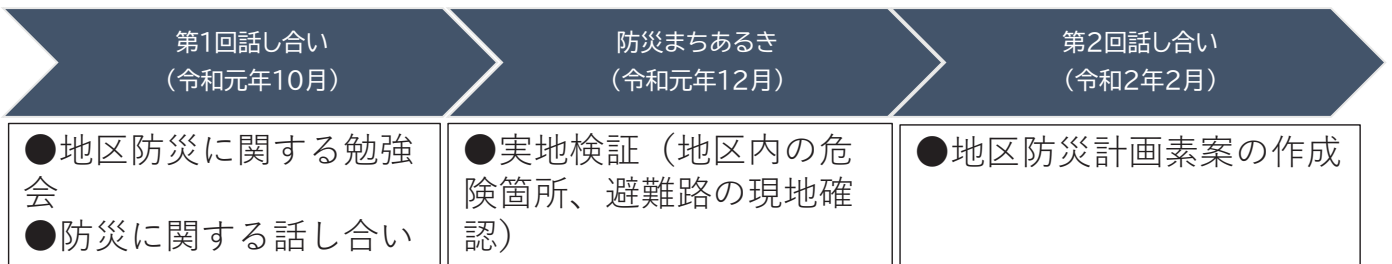 第1回話し合い
(令和元年10月)
防災まちあるき
(令和元年12月)
第2回話し合い
(令和2年2月)
●地区防災に関する勉強
会
●防災に関する話し合い
●実地検証（地区内の危
険箇所、避難路の現地確
認）
●地区防災計画素案の作成